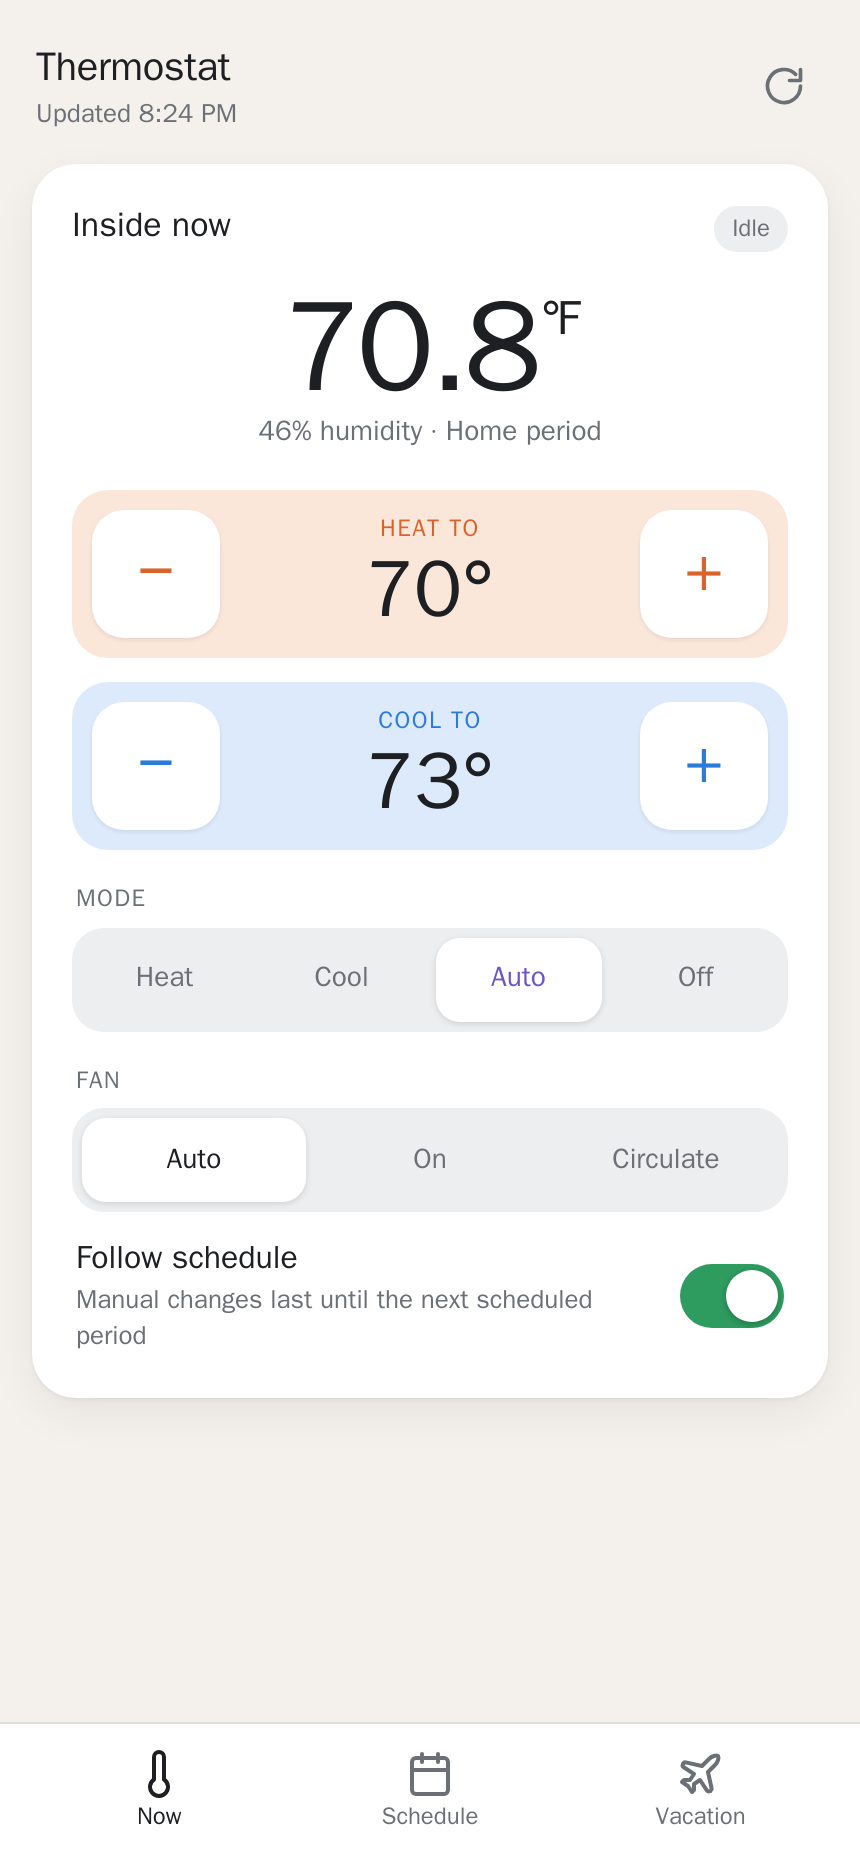 Thermostat
Updated 8:24 PM
Inside now
Idle
70.8°F
46% humidity · Home period
HEAT TO
− 70° +
COOL TO
− 73° +
MODE
Heat Cool Auto Off
FAN
Auto On Circulate
Follow schedule
Manual changes last until the next scheduled
period
Now Schedule Vacation